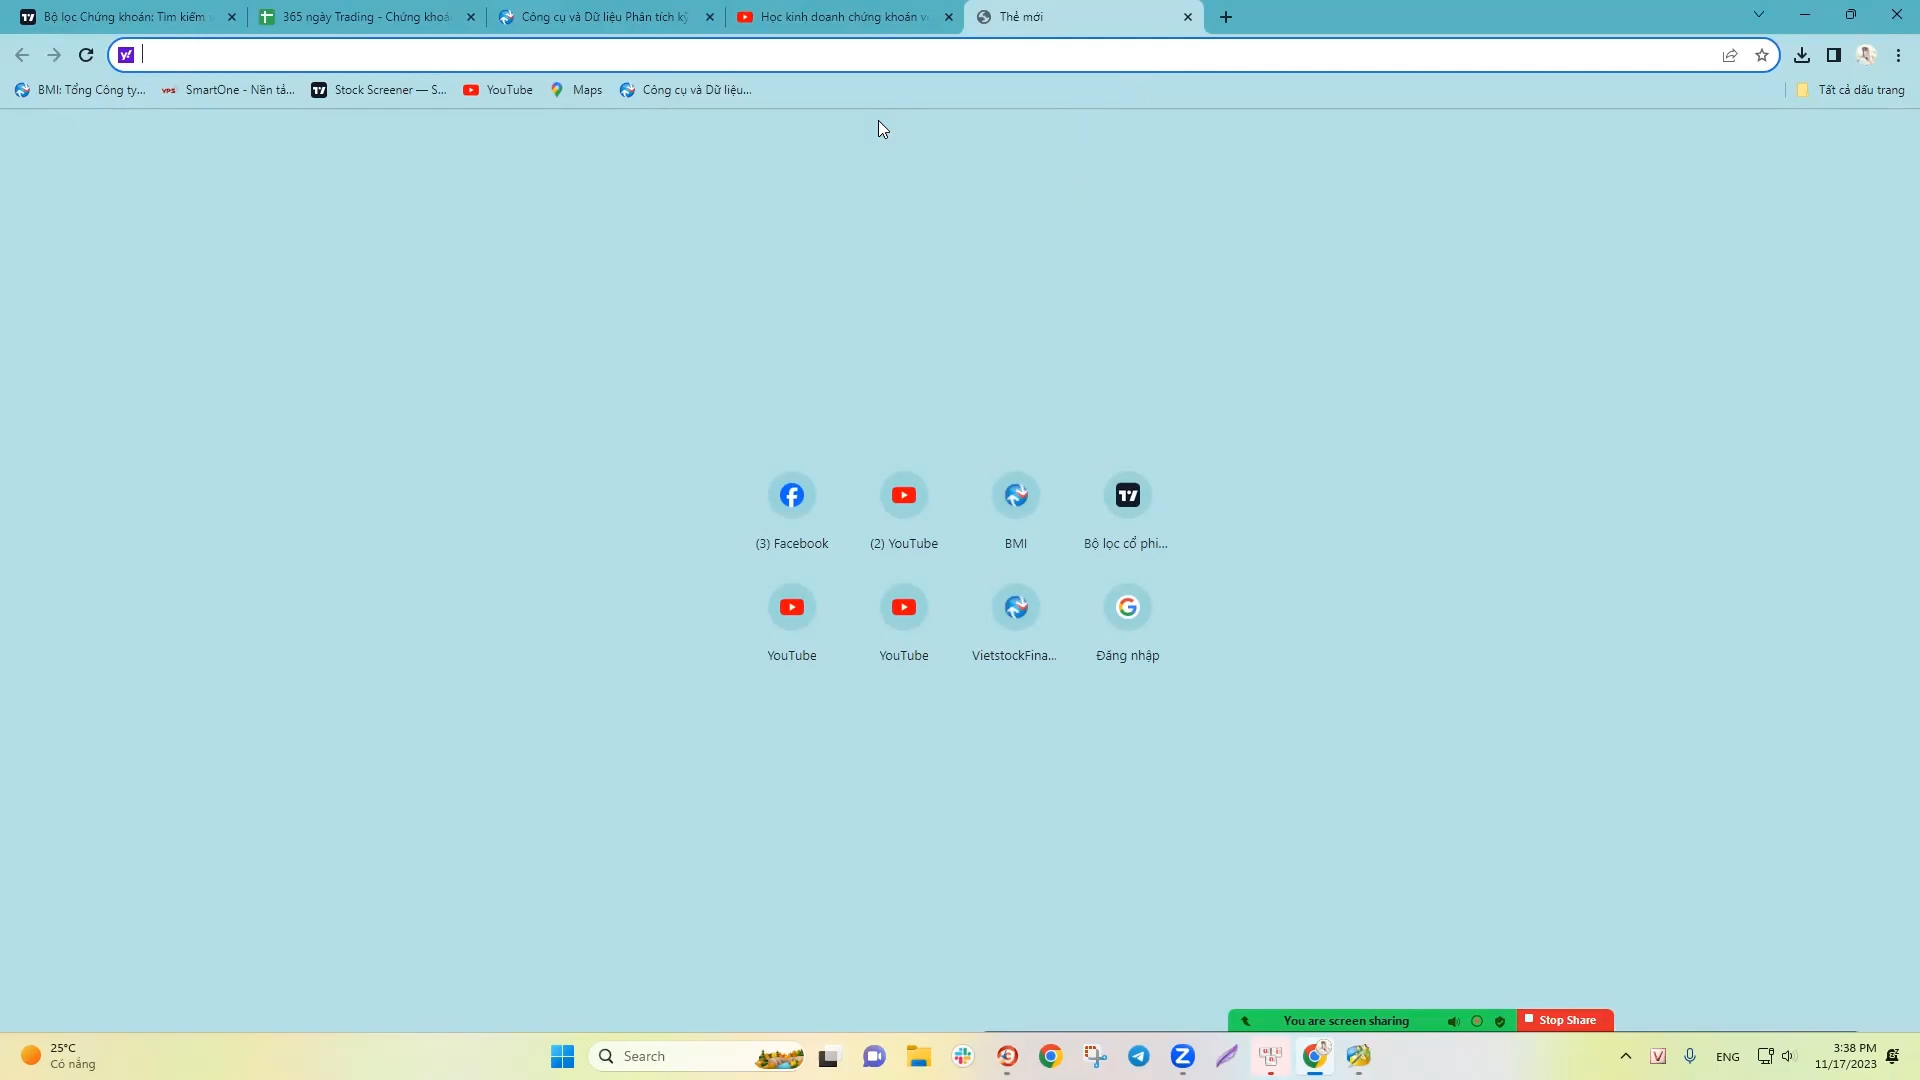 Bộ lọc Chứng khoán: Tìm kiếm
365 ngày Trading - Chứng khoá
Công cụ và Dữ liệu Phân tích kỹ
Học kinh doanh chứng khoán v
Thẻ mới
BMI: Tổng Công ty...
SmartOne - Nền tả...
Stock Screener — S...
YouTube
Maps
Công cụ và Dữ liệu...
Tất cả dấu trang
(3) Facebook
(2) YouTube
BMI
Bộ lọc cổ phi...
YouTube
YouTube
VietstockFina...
Đăng nhập
You are screen sharing
Stop Share
25°C
Có nắng
Search
ENG
3:38 PM
11/17/2023